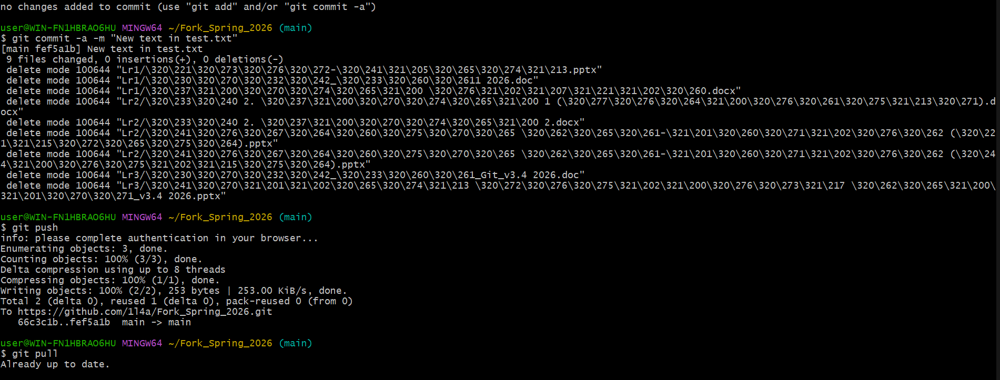 no changes added to commit (use "git add" and/or "git commit -a")
user@WIN-FN1HBRAO6HU MINGW64 ~/Fork_Spring_2026 (main)
$ git commit -a -m "New text in test.txt"
[main fef5a1b] New text in test.txt
 9 files changed, 0 insertions(+), 0 deletions(-)
 delete mode 100644 "Lr1/\320\221\320\273\320\276\320\272-\320\241\321\205\320\265\320\274\321\213.pptx"
 delete mode 100644 "Lr1/\320\230\320\270\320\232\320\242_\320\233\320\260\320\2611 2026.doc"
 delete mode 100644 "Lr1/\320\237\321\200\320\270\320\274\320\265\321\200 \320\276\321\202\321\207\321\221\321\202\320\260.docx"
 delete mode 100644 "Lr2/\320\233\320\240 2. \320\237\321\200\320\270\320\274\320\265\321\200 1 (\320\277\320\276\320\264\321\200\320\276\320\261\320\275\321\213\320\271).d
ocx"
 delete mode 100644 "Lr2/\320\233\320\240 2. \320\237\321\200\320\270\320\274\320\265\321\200 2.docx"
 delete mode 100644 "Lr2/\320\241\320\276\320\267\320\264\320\260\320\275\320\270\320\265 \320\262\320\265\320\261-\321\201\320\260\320\271\321\202\320\276\320\262 (\320\22
1\321\215\320\272\320\265\320\275\320\264).pptx"
 delete mode 100644 "Lr2/\320\241\320\276\320\267\320\264\320\260\320\275\320\270\320\265 \320\262\320\265\320\261-\321\201\320\260\320\271\321\202\320\276\320\262 (\320\24
4\321\200\320\276\320\275\321\202\321\215\320\275\320\264).pptx"
 delete mode 100644 "Lr3/\320\230\320\270\320\232\320\242_\320\233\320\260\320\261_Git_v3.4 2026.doc"
 delete mode 100644 "Lr3/\320\241\320\270\321\201\321\202\320\265\320\274\321\213 \320\272\320\276\320\275\321\202\321\200\320\276\320\273\321\217 \320\262\320\265\321\200\
321\201\320\270\320\271_v3.4 2026.pptx"
user@WIN-FN1HBRAO6HU MINGW64 ~/Fork_Spring_2026 (main)
$ git push
info: please complete authentication in your browser...
Enumerating objects: 3, done.
Counting objects: 100% (3/3), done.
Delta compression using up to 8 threads
Compressing objects: 100% (1/1), done.
Writing objects: 100% (2/2), 253 bytes | 253.00 KiB/s, done.
Total 2 (delta 0), reused 1 (delta 0), pack-reused 0 (from 0)
To https://github.com/1l4a/Fork_Spring_2026.git
   66c3c1b..fef5a1b  main -> main
user@WIN-FN1HBRAO6HU MINGW64 ~/Fork_Spring_2026 (main)
$ git pull
Already up to date.